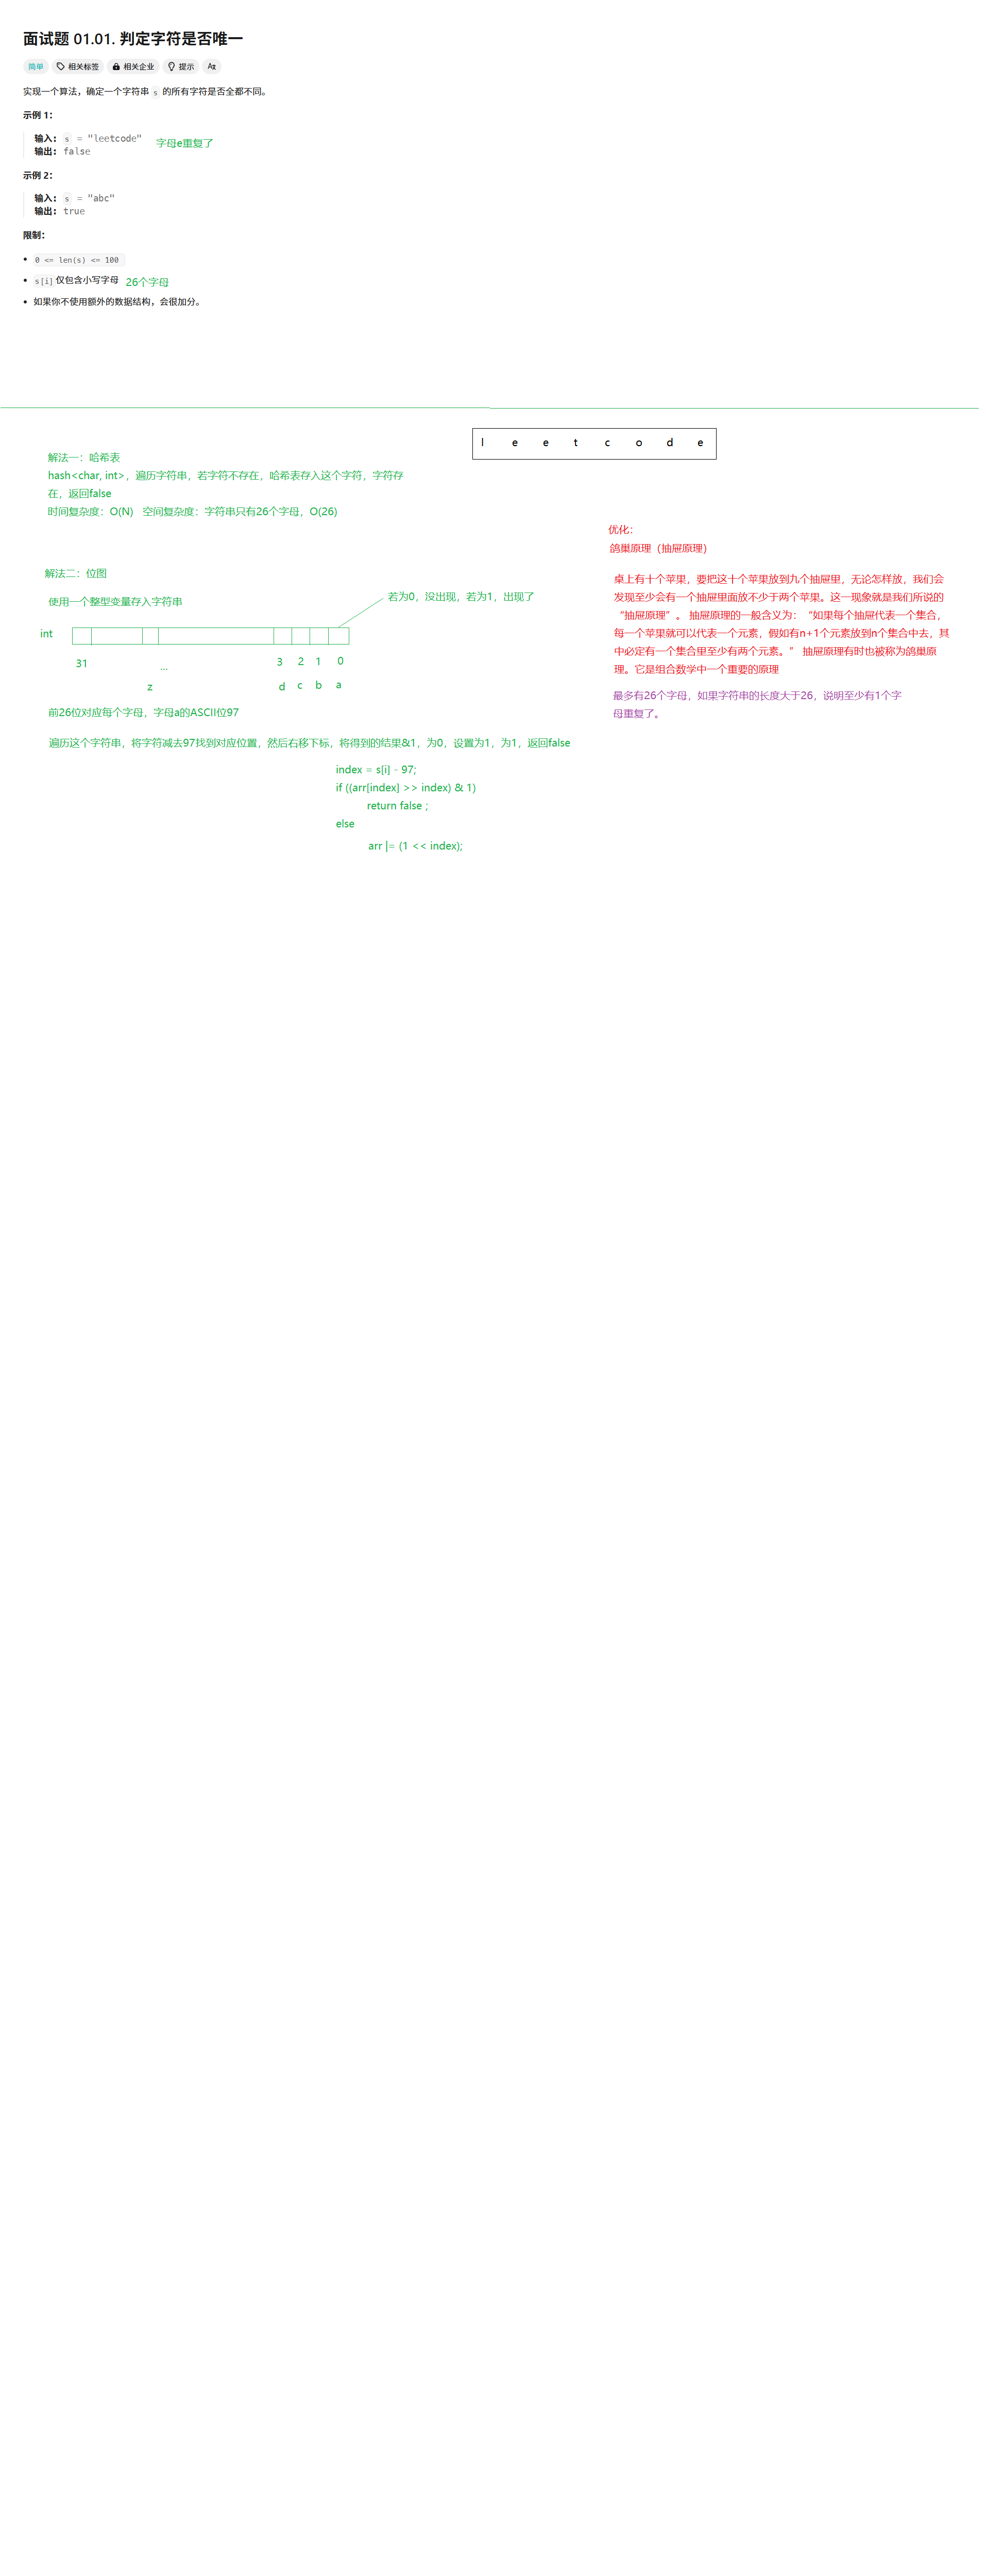 面试题 01.01. 判定字符是否唯一
简单 相关标签 相关企业 提示 Aな
实现一个算法，确定一个字符串 s 的所有字符是否全都不同。
示例 1：
输入: s = "leetcode"
输出: false
字母e重复了
示例 2：
输入: s = "abc"
输出: true
限制：
0 <= len(s) <= 100
s[i]仅包含小写字母 26个字母
如果你不使用额外的数据结构，会很加分。
l e e t c o d e
解法一：哈希表
hash<char, int>，遍历字符串，若字符不存在，哈希表存入这个字符，字符存
在，返回false
时间复杂度：O(N) 空间复杂度：字符串只有26个字母，O(26)
解法二：位图
使用一个整型变量存入字符串
若为0，没出现，若为1，出现了
int
31 ... 3 2 1 0
z d c b a
前26位对应每个字母，字母a的ASCII位97
遍历这个字符串，将字符减去97找到对应位置，然后右移下标，将得到的结果&1，为0，设置为1，为1，返回false
index = s[i] - 97;
if ((arr[index] >> index) & 1)
return false ;
else
arr |= (1 << index);
优化：
鸽巢原理（抽屉原理）
桌上有十个苹果，要把这十个苹果放到九个抽屉里，无论怎样放，我们会
发现至少会有一个抽屉里面放不少于两个苹果。这一现象就是我们所说的
“抽屉原理”。 抽屉原理的一般含义为：“如果每个抽屉代表一个集合，
每一个苹果就可以代表一个元素，假如有n+1个元素放到n个集合中去，其
中必定有一个集合里至少有两个元素。” 抽屉原理有时也被称为鸽巢原
理。它是组合数学中一个重要的原理
最多有26个字母，如果字符串的长度大于26，说明至少有1个字
母重复了。